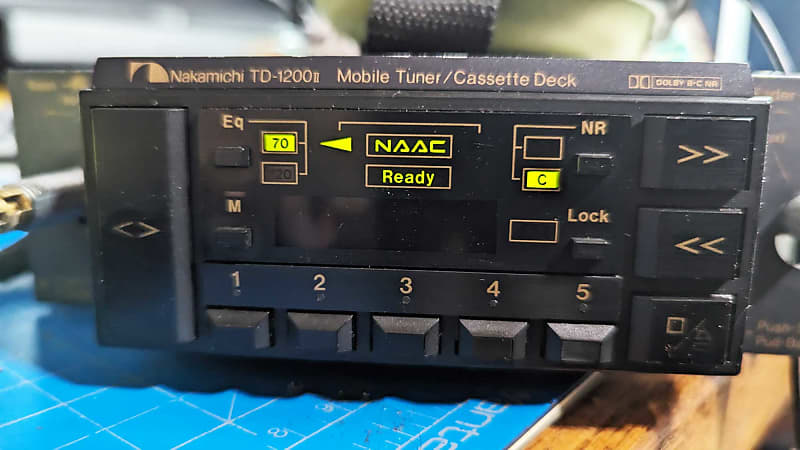 Nakamichi TD-1200II Mobile Tuner/Cassette Deck DOLBY B-C NR
Eq
70
120
NAAC
Ready
NR
C
M
Lock
1 2 3 4 5